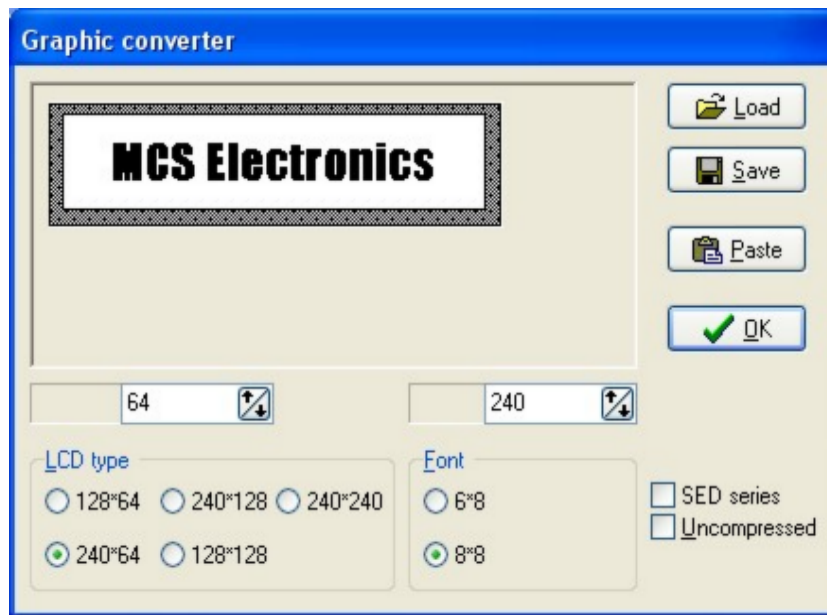 Graphic converter
MCS Electronics
Load
Save
Paste
OK
64 240
LCD type Font
128*64 240*128 240*240 6*8 SED series
Uncompressed
240*64 128*128 8*8